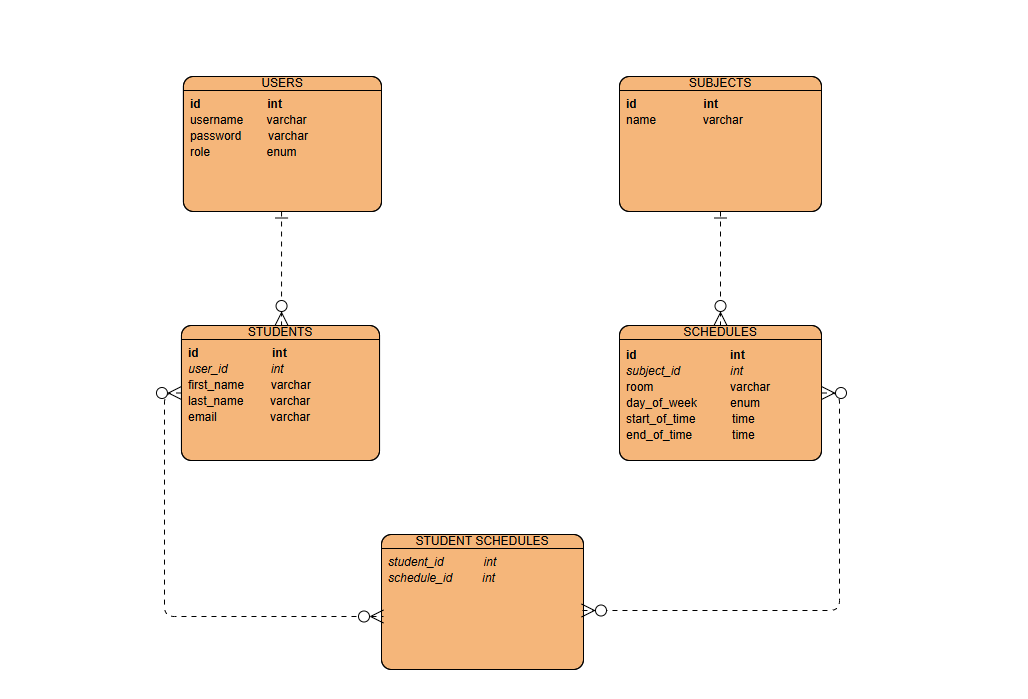 USERS
id int
username varchar
password varchar
role enum
SUBJECTS
id int
name varchar
STUDENTS
id int
user_id int
first_name varchar
last_name varchar
email varchar
SCHEDULES
id int
subject_id int
room varchar
day_of_week enum
start_of_time time
end_of_time time
STUDENT SCHEDULES
student_id int
schedule_id int